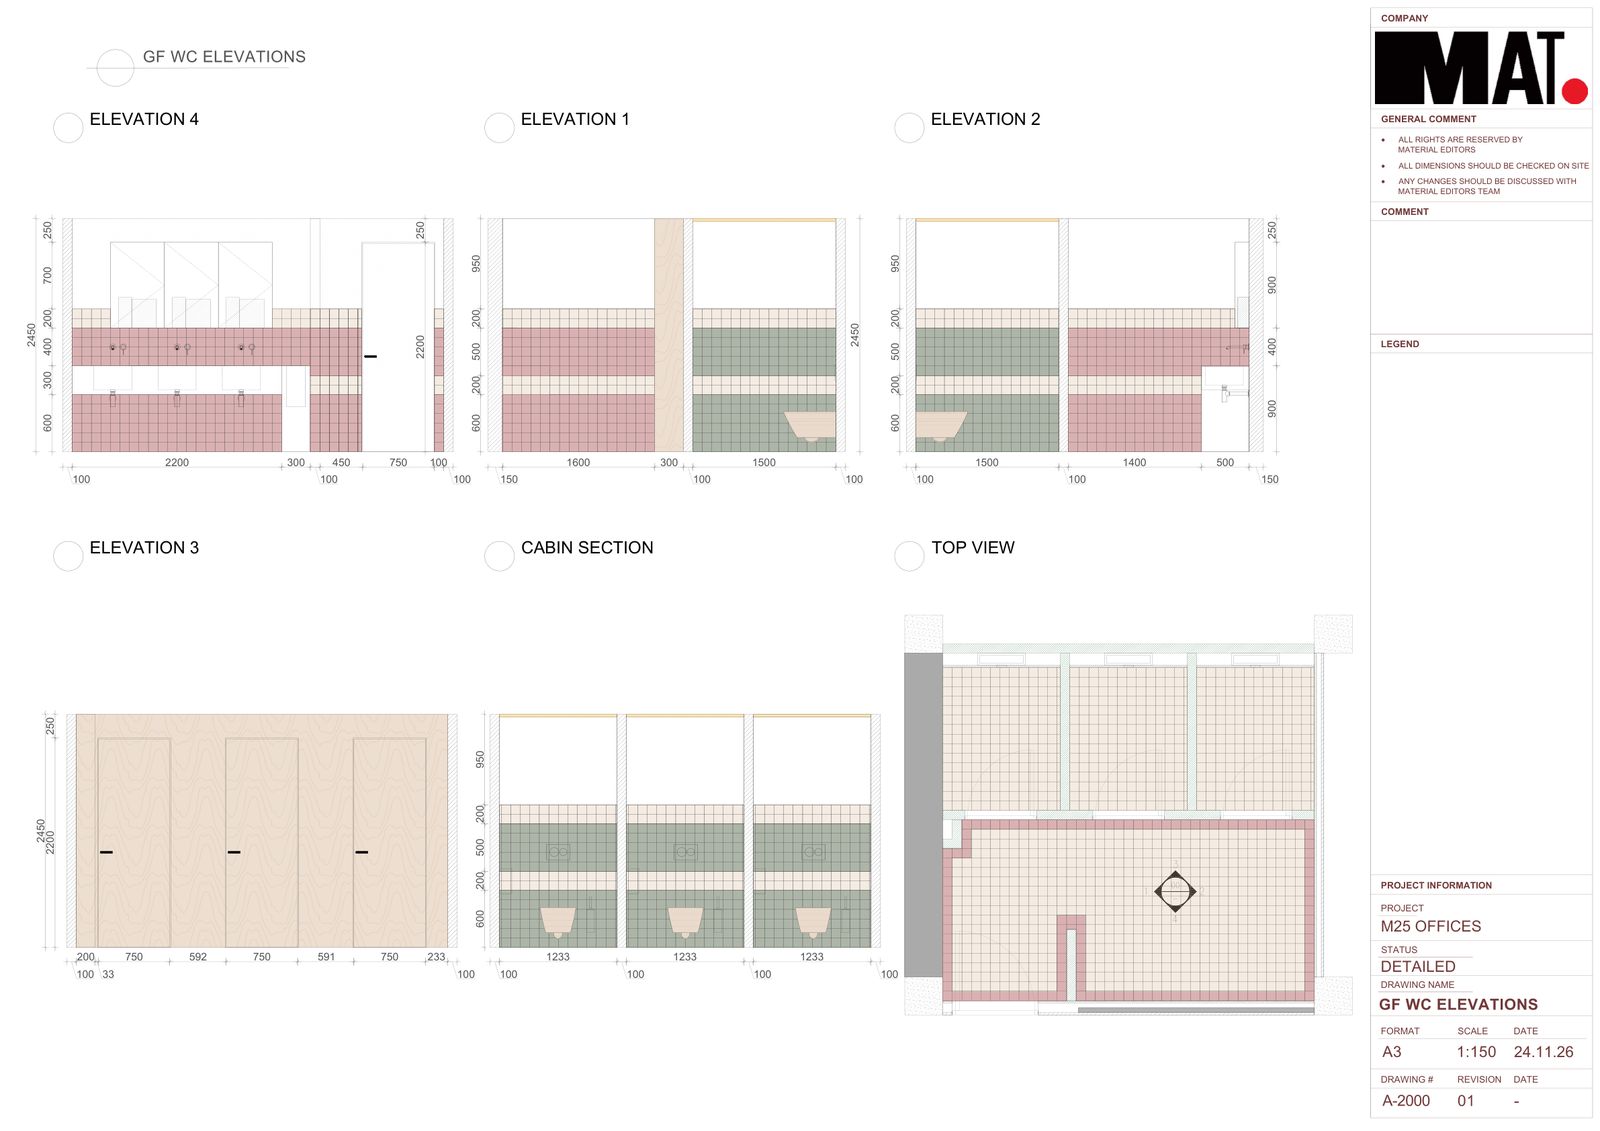 GF WC ELEVATIONS
ELEVATION 4
250
700
200
400
300
600
2450
250
2200
2200
300
450
750
100
100
100
100
ELEVATION 1
950
200
500
200
600
2450
1600
300
1500
150
100
100
ELEVATION 2
950
200
500
200
600
250
900
400
900
1500
1400
500
100
100
150
ELEVATION 3
250
2450
2200
200
750
592
750
591
750
233
100
33
100
CABIN SECTION
950
200
500
200
600
1233
1233
1233
100
100
100
100
TOP VIEW
COMPANY
MAT.
GENERAL COMMENT
• ALL RIGHTS ARE RESERVED BY
MATERIAL EDITORS
• ALL DIMENSIONS SHOULD BE CHECKED ON SITE
• ANY CHANGES SHOULD BE DISCUSSED WITH
MATERIAL EDITORS TEAM
COMMENT
LEGEND
PROJECT INFORMATION
PROJECT
M25 OFFICES
STATUS
DETAILED
DRAWING NAME
GF WC ELEVATIONS
FORMAT SCALE DATE
A3 1:150 24.11.26
DRAWING # REVISION DATE
A-2000 01 -